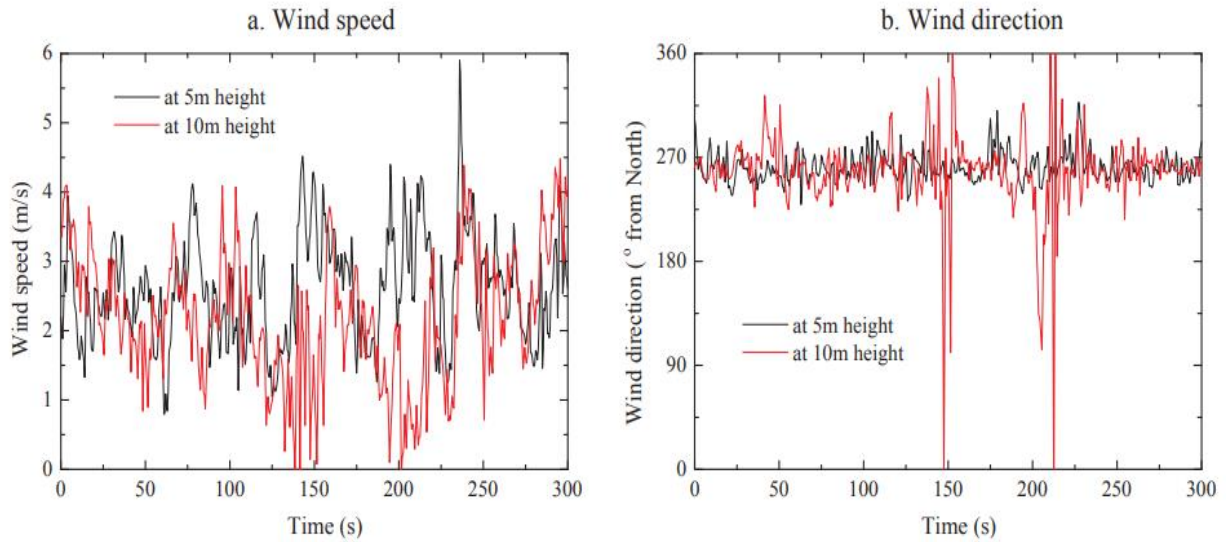 a. Wind speed
6
5
4
3
2
1
0
Wind speed (m/s)
at 5m height
at 10m height
0 50 100 150 200 250 300
Time (s)
b. Wind direction
360
270
180
90
0
Wind direction ( ° from North)
at 5m height
at 10m height
0 50 100 150 200 250 300
Time (s)